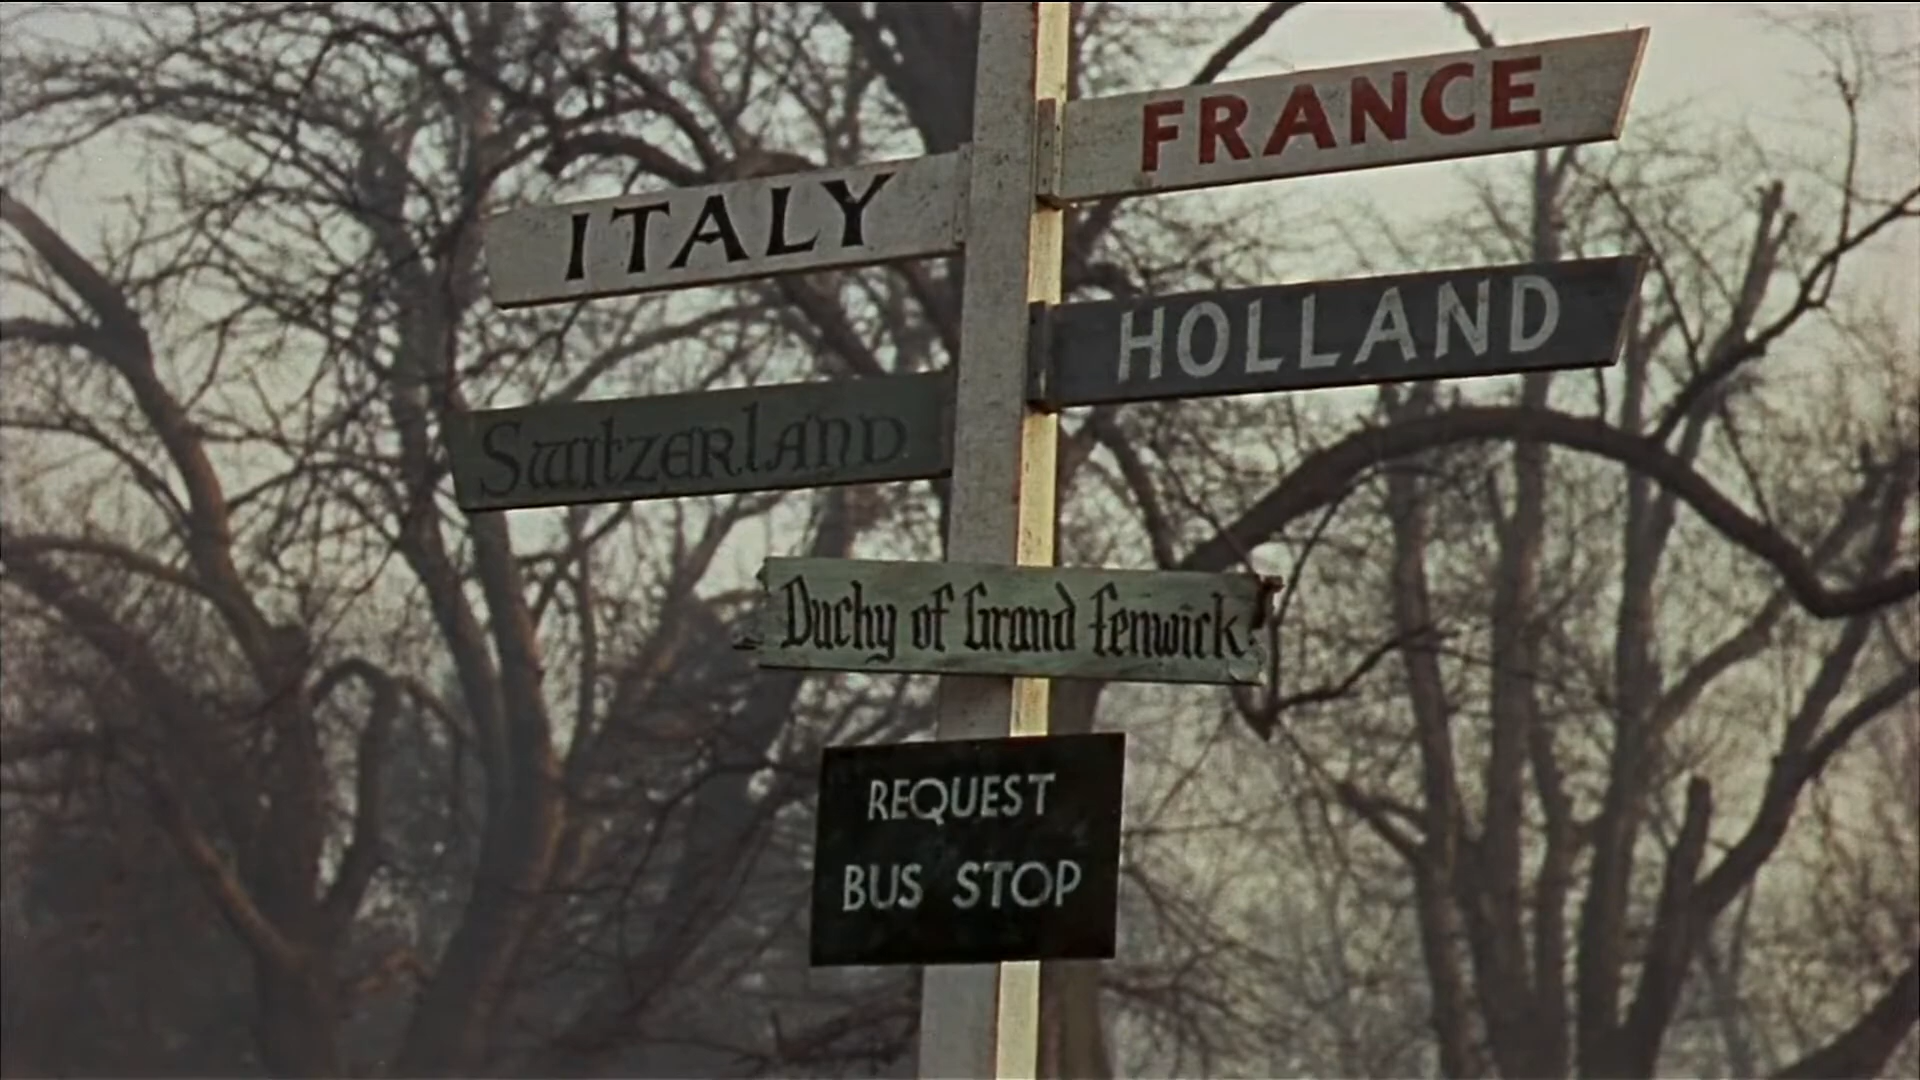 FRANCE
ITALY
HOLLAND
Switzerland
Duchy of Grand Fenwick
REQUEST
BUS STOP